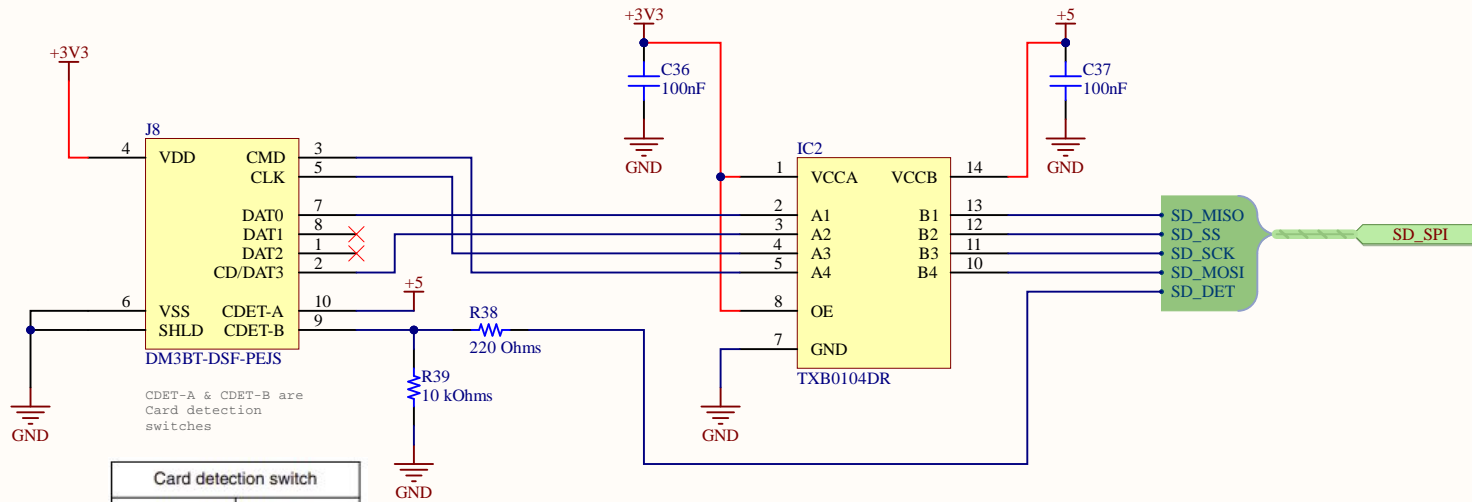 +3V3
+5
+3V3
C36
100nF
C37
100nF
J8
4
VDD
CMD
3
CLK
5
DAT0
7
DAT1
8
DAT2
1
CD/DAT3
2
6
VSS
CDET-A
10
SHLD
CDET-B
9
DM3BT-DSF-PEJS
GND
GND
IC2
1
VCCA
VCCB
14
2
A1
B1
13
3
A2
B2
12
4
A3
B3
11
5
A4
B4
10
8
OE
7
GND
TXB0104DR
SD_MISO
SD_SS
SD_SCK
SD_MOSI
SD_DET
SD_SPI
+5
R38
220 Ohms
R39
10 kOhms
CDET-A & CDET-B are
Card detection
switches
GND
GND
GND
Card detection switch